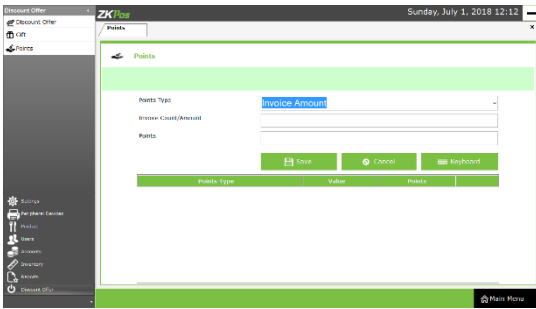 Discount Offer
Discount Offer
Gift
Points
ZKPos
Sunday, July 1, 2018 12:12
Points
x
Points
Points Type
Invoice Amount
Invoice Count/Amount
Points
Save
Cancel
Keyboard
Points Type Value Points
Settings
Peripheral Devices
Product
Users
Accounts
Inventory
Reports
Discount Offer
Main Menu